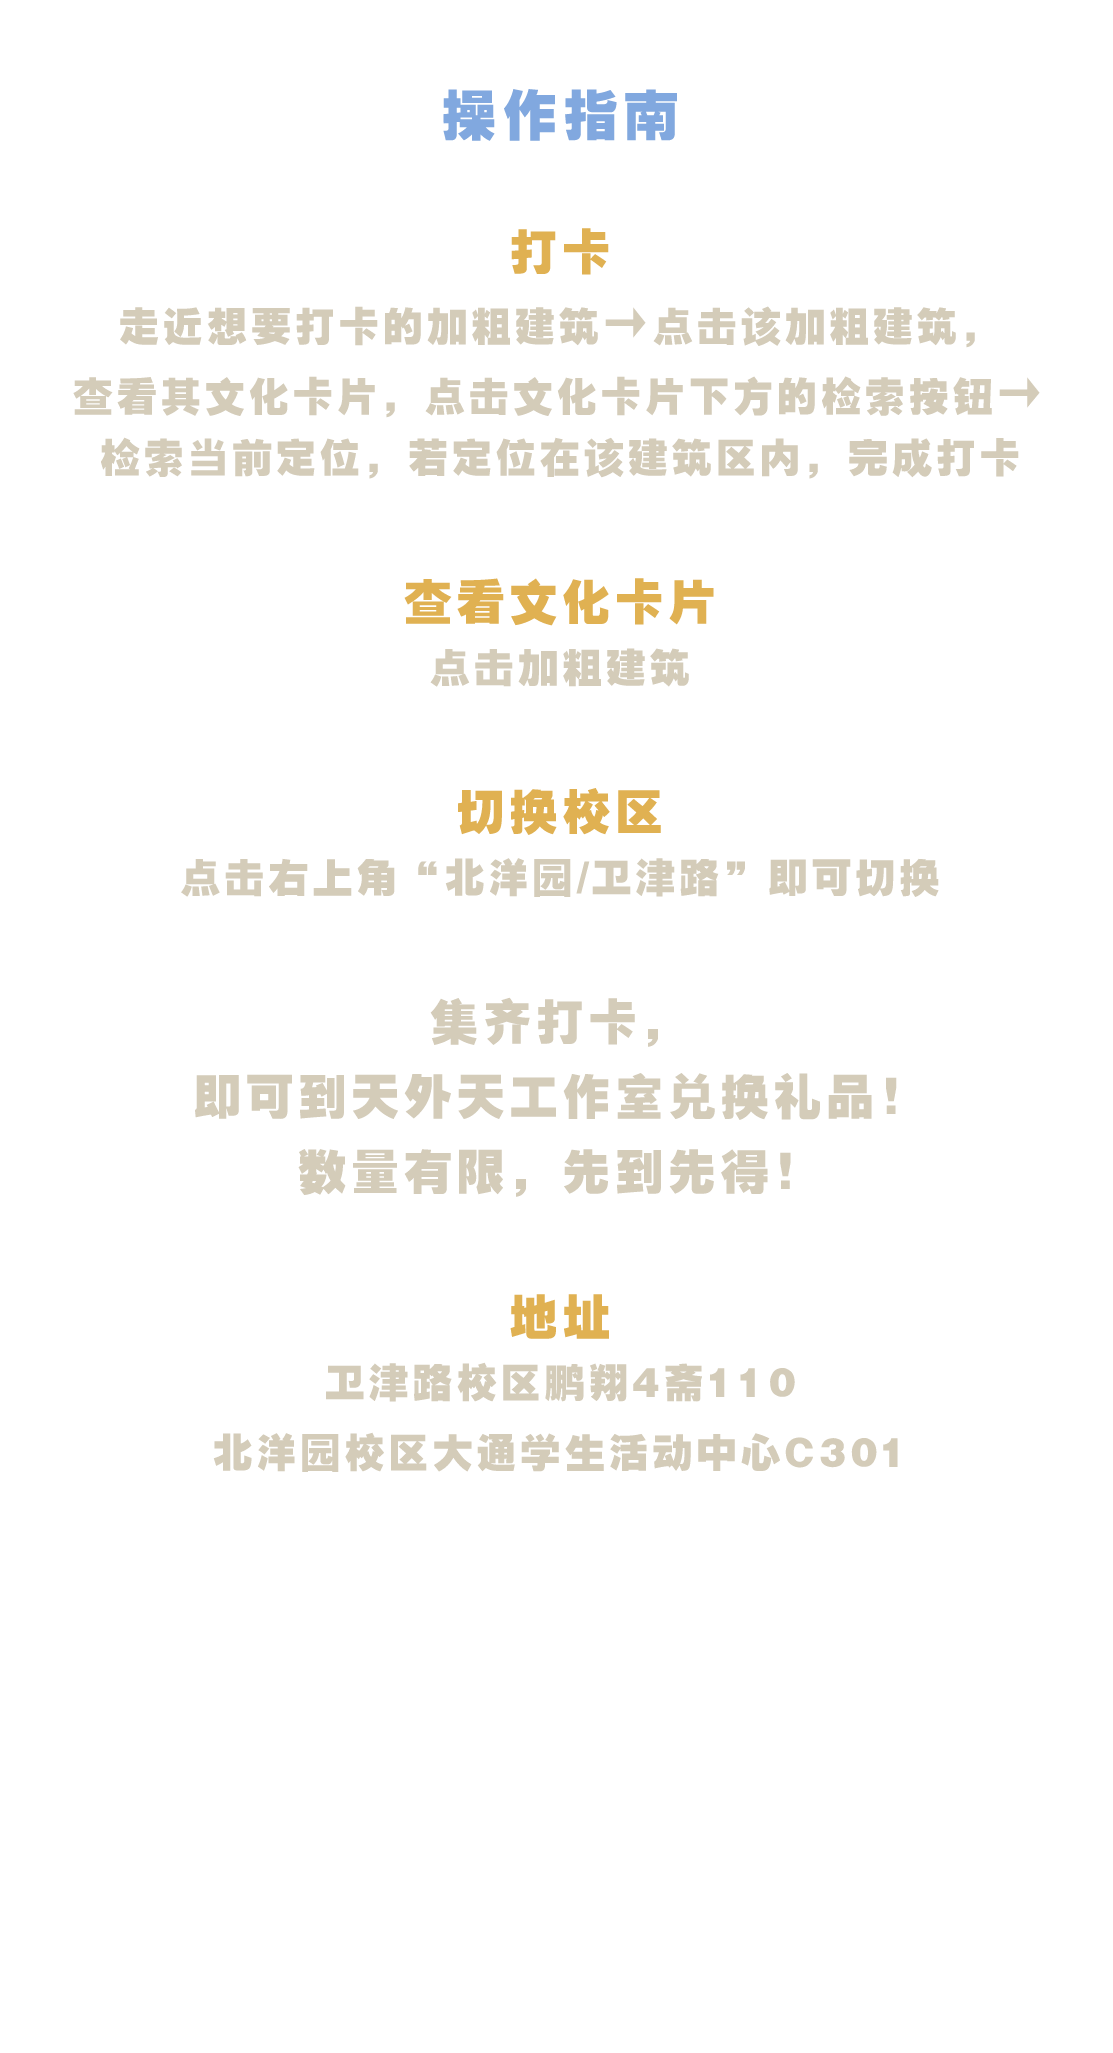 操作指南
打卡
走近想要打卡的加粗建筑→点击该加粗建筑，
查看其文化卡片，点击文化卡片下方的检索按钮→
检索当前定位，若定位在该建筑区内，完成打卡
查看文化卡片
点击加粗建筑
切换校区
点击右上角“北洋园/卫津路”即可切换
集齐打卡，
即可到天外天工作室兑换礼品！
数量有限，先到先得！
地址
卫津路校区鹏翔4斋110
北洋园校区大通学生活动中心C301